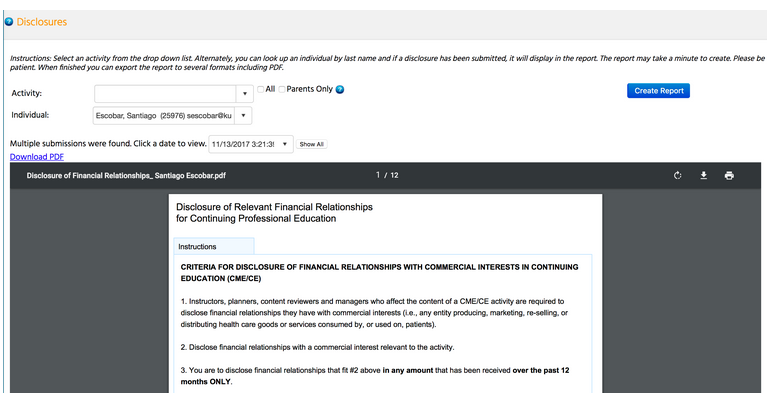 Disclosures
Instructions: Select an activity from the drop down list. Alternately, you can look up an individual by last name and if a disclosure has been submitted, it will display in the report. The report may take a minute to create. Please be
patient. When finished you can export the report to several formats including PDF.
Activity:
All Parents Only
Create Report
Individual:
Escobar, Santiago (25976) sescobar@ku
Multiple submissions were found. Click a date to view. 11/13/2017 3:21:3 Show All
Download PDF
Disclosure of Financial Relationships_ Santiago Escobar.pdf 1 / 12
Disclosure of Relevant Financial Relationships
for Continuing Professional Education
Instructions
CRITERIA FOR DISCLOSURE OF FINANCIAL RELATIONSHIPS WITH COMMERCIAL INTERESTS IN CONTINUING
EDUCATION (CME/CE)
1. Instructors, planners, content reviewers and managers who affect the content of a CME/CE activity are required to
disclose financial relationships they have with commercial interests (i.e., any entity producing, marketing, re-selling, or
distributing health care goods or services consumed by, or used on, patients).
2. Disclose financial relationships with a commercial interest relevant to the activity.
3. You are to disclose financial relationships that fit #2 above in any amount that has been received over the past 12
months ONLY.